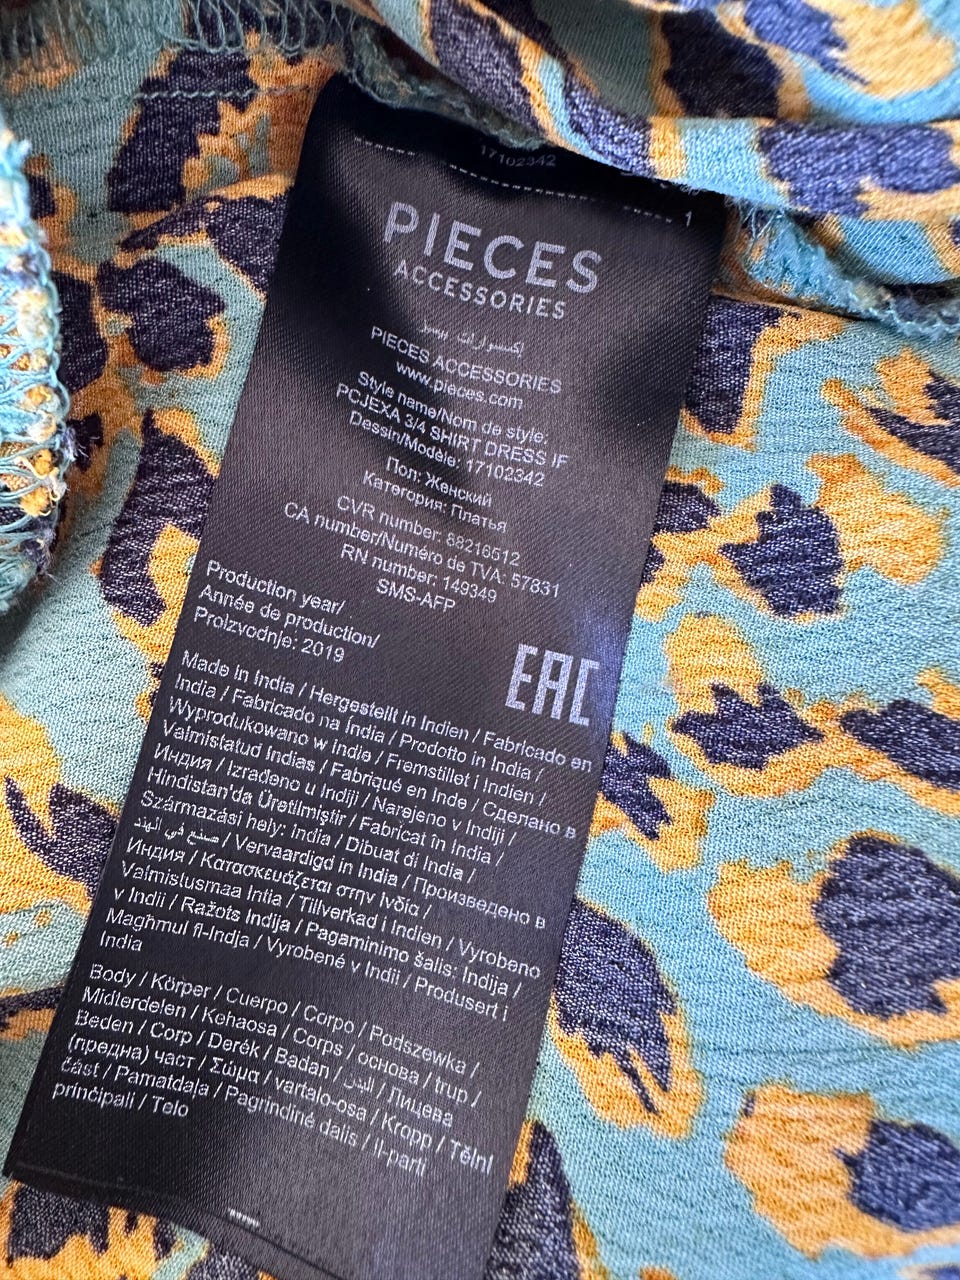 17102342
1
PIECES
ACCESSORIES
إكسسوارات بيسز
PIECES ACCESSORIES
www.pieces.com
Style name/Nom de style:
PCJEXA 3/4 SHIRT DRESS IF
Dessin/Modèle: 17102342
Пол: Женский
Категория: Платья
CVR number: 88216512
CA number/Numéro de TVA: 57831
RN number: 149349
SMS-AFP
Production year/
Année de production/
Proizvodnje: 2019
EAC
Made in India / Hergestellt in Indien / Fabricado en
India / Fabricado na Índia / Prodotto in India /
Wyprodukowano w Indie / Fremstillet i Indien /
Valmistatud Indias / Fabriqué en Inde / Сделано в
Индия / Izrađeno u Indiji / Narejeno v Indiji /
Hindistan'da Üretilmiştir / Fabricat în India /
Származási hely: India / Dibuat di India /
صنع في الهند / Vervaardigd in India / Произведено в
Индия / Κατασκευάζεται στην Ινδία /
Valmistusmaa Intia / Tillverkad i Indien / Vyrobeno
v Indii / Ražots Indija / Pagaminimo šalis: Indija /
Magħmul fl-Indja / Vyrobené v Indii / Produsert i
India
Body / Körper / Cuerpo / Corpo / Podszewka /
Midterdelen / Kehaosa / Corps / основа / trup /
Beden / Corp / Derék / Badan / البدن / Лицева
(предна) част / Σώμα / vartalo-osa / Kropp / Tělní
část / Pamatdaļa / Pagrindinė dalis / Il-parti
prinċipali / Telo